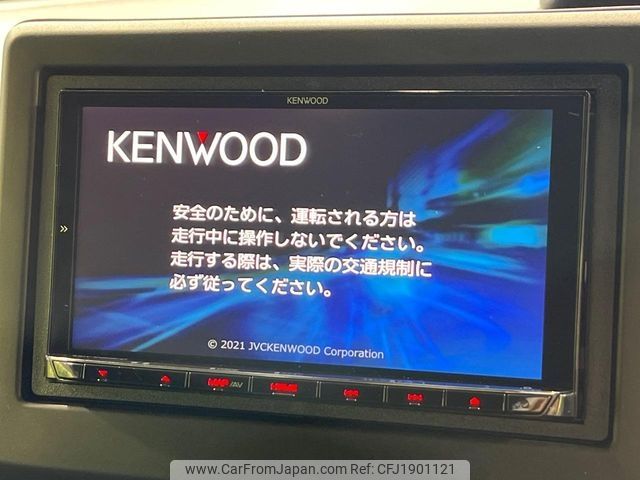 KENWOOD
KENWOOD
安全のために、運転される方は
走行中に操作しないでください。
走行する際は、実際の交通規制に
必ず従ってください。
© 2021 JVCKENWOOD Corporation
MAP/AV
HOME
www.CarFromJapan.com - Ref: CFJ1901121